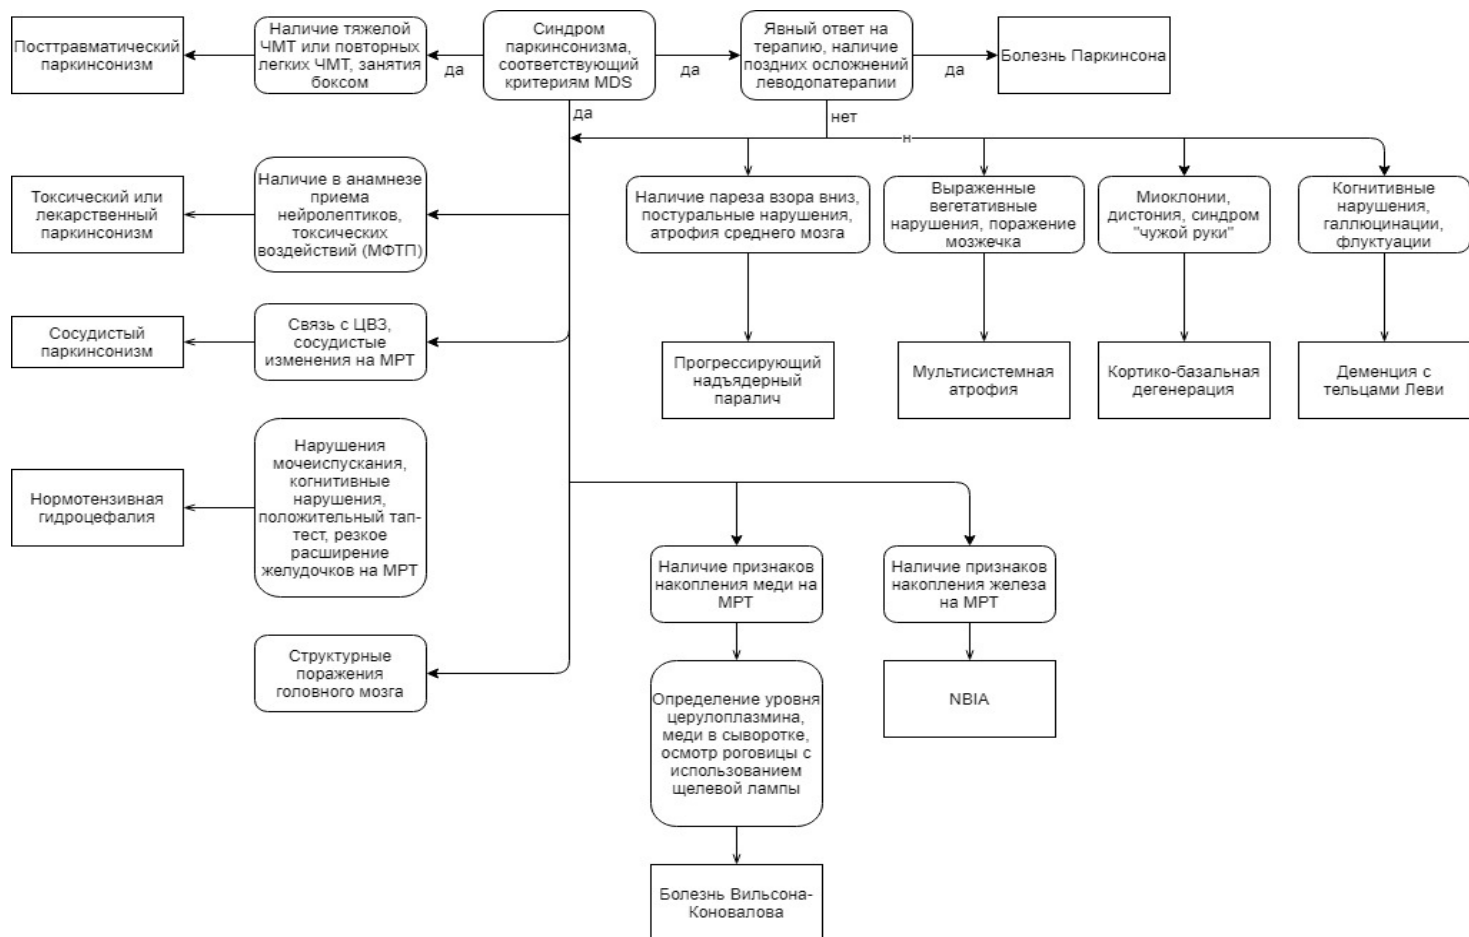 Посттравматический
паркинсонизм
Наличие тяжелой
ЧМТ или повторных
легких ЧМТ, занятия
боксом
да
Синдром
паркинсонизма,
соответствующий
критериям MDS
да
Явный ответ на
терапию, наличие
поздних осложнений
леводопатерапии
да
Болезнь Паркинсона
да
нет
н
Токсический или
лекарственный
паркинсонизм
Наличие в анамнезе
приема
нейролептиков,
токсических
воздействий (МФТП)
Наличие пареза взора вниз,
постуральные нарушения,
атрофия среднего мозга
Выраженные
вегетативные
нарушения, поражение
мозжечка
Миоклонии,
дистония, синдром
"чужой руки"
Когнитивные
нарушения,
галлюцинации,
флуктуации
Сосудистый
паркинсонизм
Связь с ЦВЗ,
сосудистые
изменения на МРТ
Прогрессирующий
надъядерный
паралич
Мультисистемная
атрофия
Кортико-базальная
дегенерация
Деменция с
тельцами Леви
Нормотензивная
гидроцефалия
Нарушения
мочеиспускания,
когнитивные
нарушения,
положительный тап-
тест, резкое
расширение
желудочков на МРТ
Наличие признаков
накопления меди на
МРТ
Наличие признаков
накопления железа
на МРТ
Структурные
поражения
головного мозга
Определение уровня
церулоплазмина,
меди в сыворотке,
осмотр роговицы с
использованием
щелевой лампы
NBIA
Болезнь Вильсона-
Коновалова